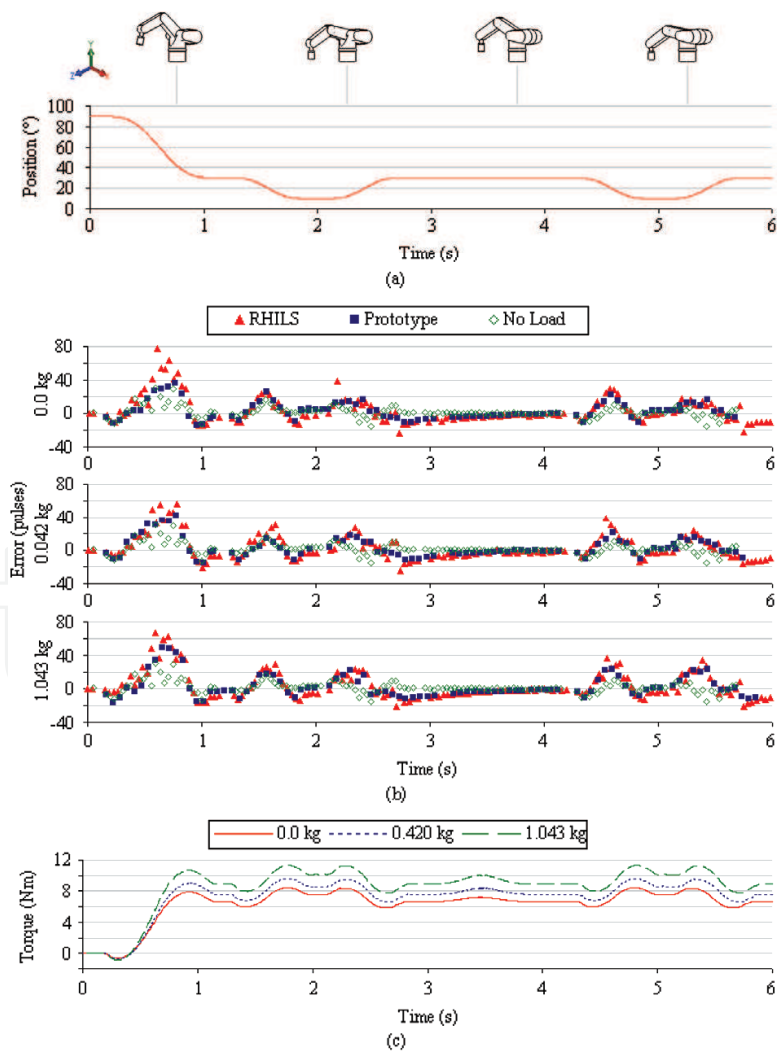 Y
Z
X
100
80
60
40
20
0
Position (°)
0 1 2 3 4 5 6
Time (s)
(a)
RHILS Prototype No Load
80
40
0
-40
0.0 kg
0 1 2 3 4 5 6
Error (pulses)
80
40
0
-40
0.042 kg
0 1 2 3 4 5 6
80
40
0
-40
1.043 kg
0 1 2 3 4 5 6
Time (s)
(b)
0.0 kg 0.420 kg 1.043 kg
12
8
4
0
Torque (Nm)
0 1 2 3 4 5 6
Time (s)
(c)